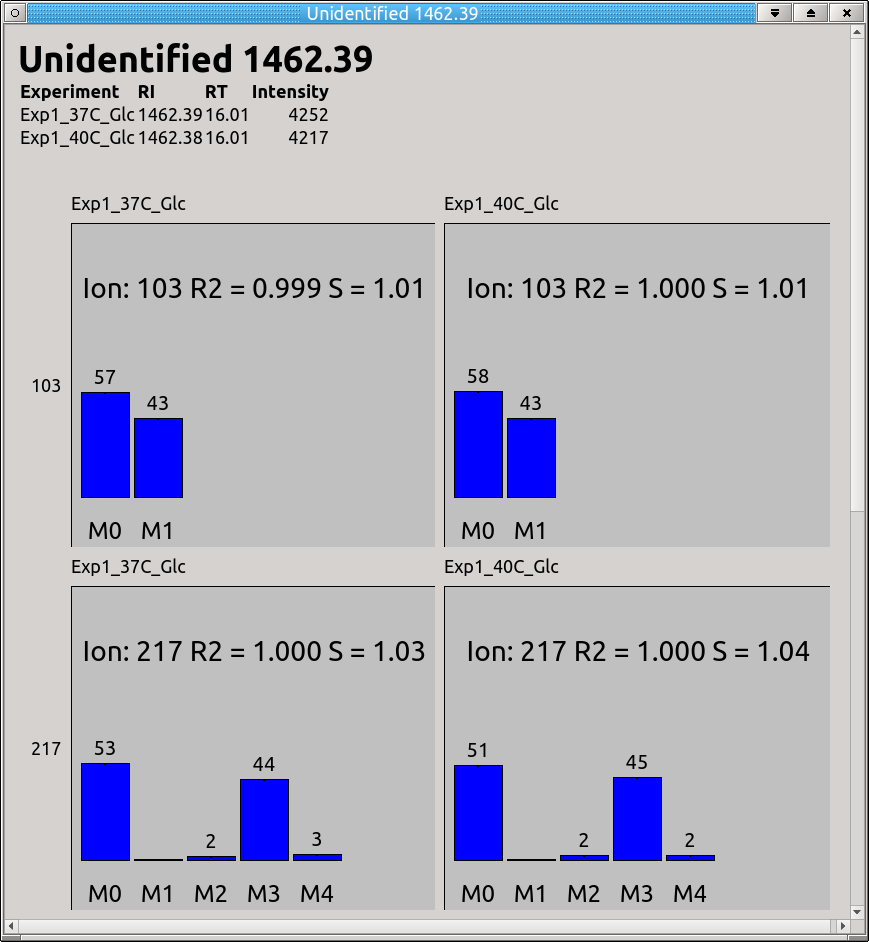 Unidentified 1462.39
Unidentified 1462.39
Experiment RI RT Intensity
Exp1_37C_Glc 1462.39 16.01 4252
Exp1_40C_Glc 1462.38 16.01 4217
Exp1_37C_Glc Exp1_40C_Glc
Ion: 103 R2 = 0.999 S = 1.01 Ion: 103 R2 = 1.000 S = 1.01
57 58
103 43 43
M0 M1 M0 M1
Exp1_37C_Glc Exp1_40C_Glc
Ion: 217 R2 = 1.000 S = 1.03 Ion: 217 R2 = 1.000 S = 1.04
217 53 44 51 45
2 3 2 2
M0 M1 M2 M3 M4 M0 M1 M2 M3 M4